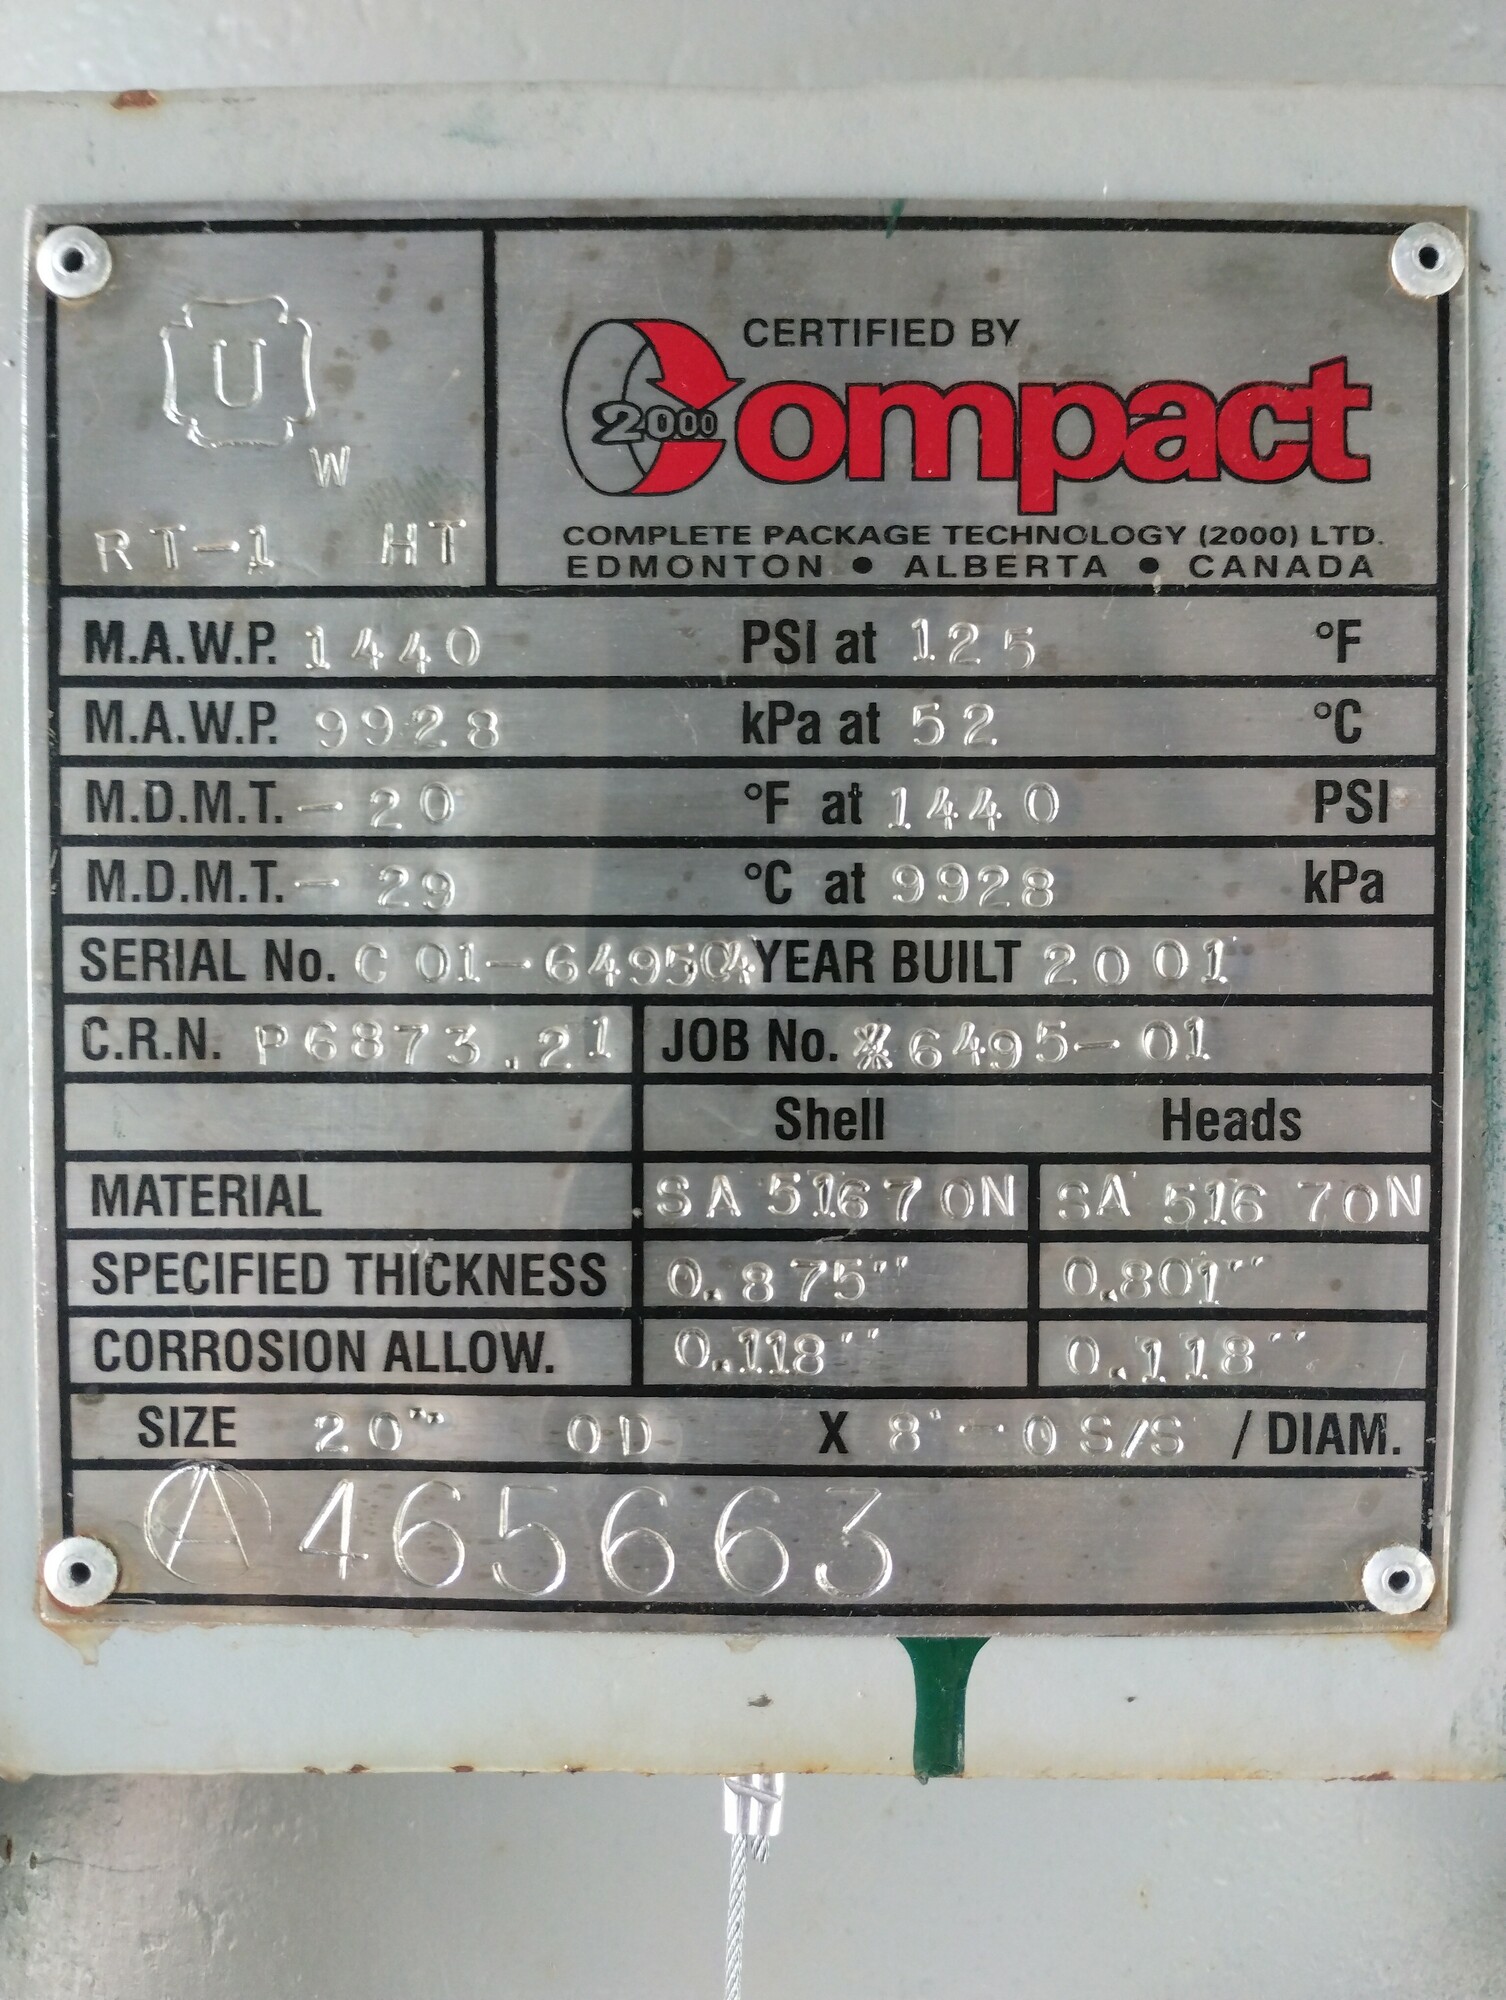 U
W
RT-1 HT
CERTIFIED BY
2000 Compact
COMPLETE PACKAGE TECHNOLOGY (2000) LTD.
EDMONTON • ALBERTA • CANADA
M.A.W.P. 1440 PSI at 125 °F
M.A.W.P. 9928 kPa at 52 °C
M.D.M.T. -20 °F at 1440 PSI
M.D.M.T. -29 °C at 9928 kPa
SERIAL No. C 01-649504 YEAR BUILT 2001
C.R.N. P6873.21 JOB No. 6495-01
Shell Heads
MATERIAL SA 516 70N SA 516 70N
SPECIFIED THICKNESS 0.875" 0.801"
CORROSION ALLOW. 0.118" 0.118"
SIZE 20" OD X 8'-0 S/S / DIAM.
A 465663